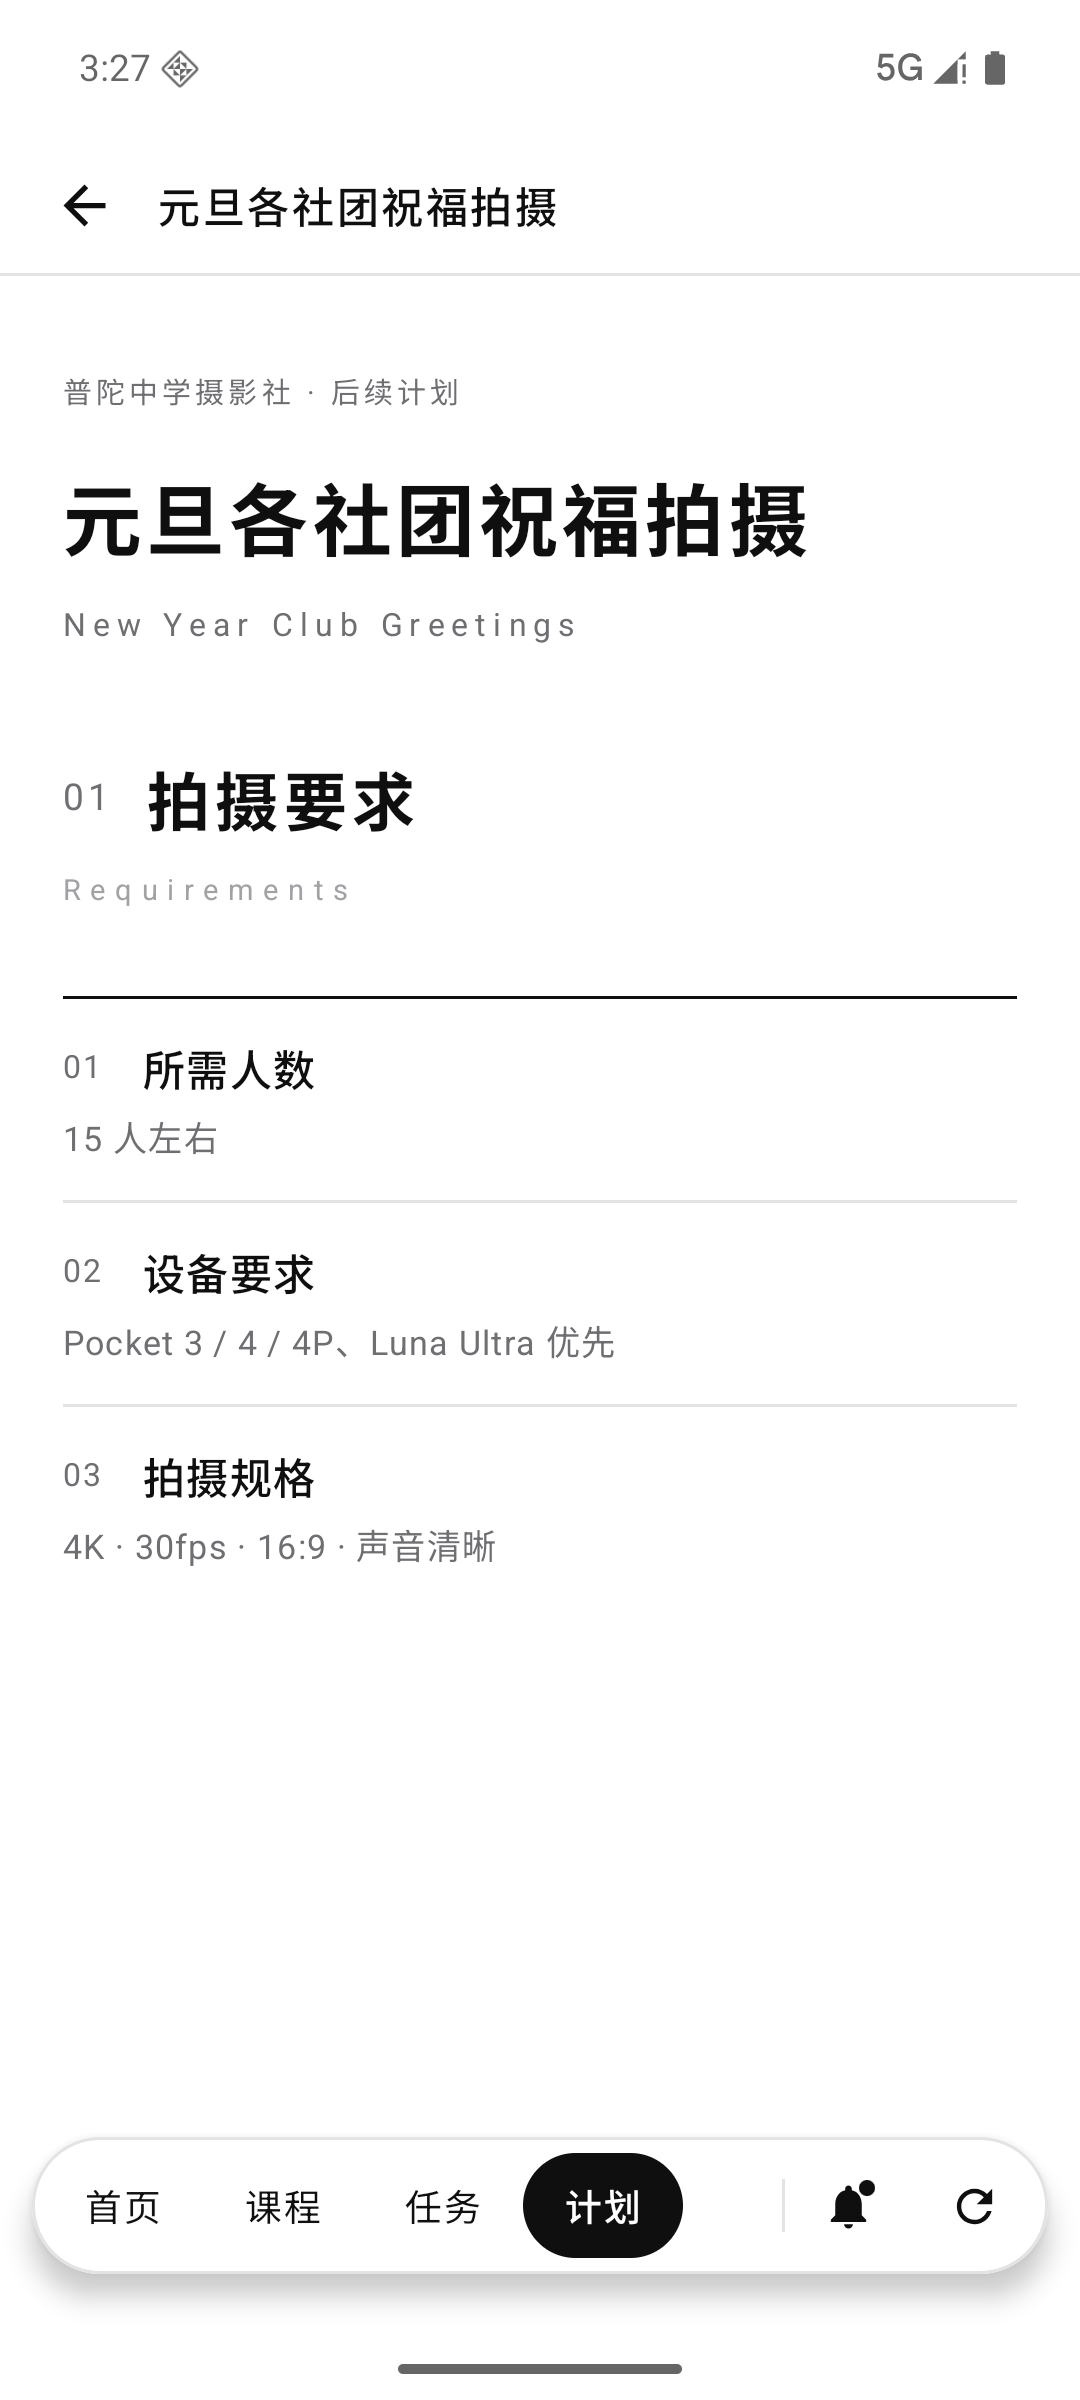 3:27
5G
元旦各社团祝福拍摄
普陀中学摄影社 · 后续计划
元旦各社团祝福拍摄
New Year Club Greetings
01 拍摄要求
Requirements
01 所需人数
15 人左右
02 设备要求
Pocket 3 / 4 / 4P、Luna Ultra 优先
03 拍摄规格
4K · 30fps · 16:9 · 声音清晰
首页 课程 任务 计划